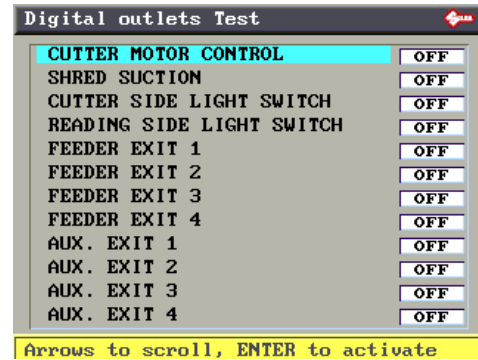 Digital outlets Test
CUTTER MOTOR CONTROL OFF
SHRED SUCTION OFF
CUTTER SIDE LIGHT SWITCH OFF
READING SIDE LIGHT SWITCH OFF
FEEDER EXIT 1 OFF
FEEDER EXIT 2 OFF
FEEDER EXIT 3 OFF
FEEDER EXIT 4 OFF
AUX. EXIT 1 OFF
AUX. EXIT 2 OFF
AUX. EXIT 3 OFF
AUX. EXIT 4 OFF
Arrows to scroll, ENTER to activate